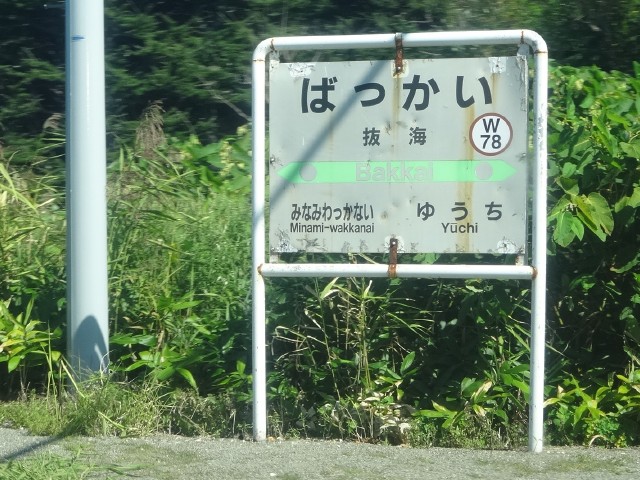 ばっかい
W
78
抜海
Bakkai
みなみわっかない ゆうち
Minami-wakkanai Yūchi